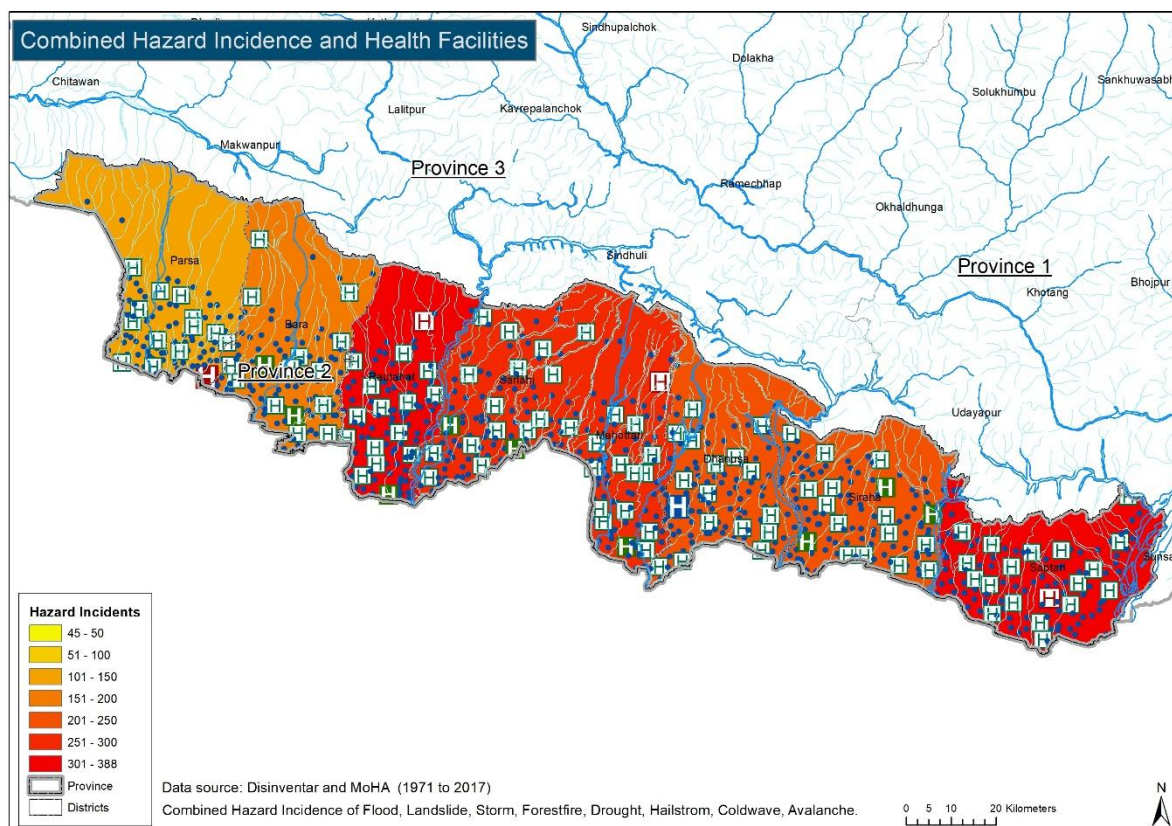 Combined Hazard Incidence and Health Facilities
Sindhupalchok
Dolakha
Chitawan
Solukhumbu
Sankhuwasabh
Lalitpur
Kavrepalanchok
Makwanpur
Province 3
Ramechhap
Okhaldhunga
Sindhuli
Province 1
Parsa
Khotang
Bhojpur
Bara
Province 2
Rautahat
Sarlahi
Udayapur
Mahottari
Dhanusa
Siraha
Saptari
Sunsa
Hazard Incidents
45 - 50
51 - 100
101 - 150
151 - 200
201 - 250
251 - 300
301 - 388
Province
Districts
Data source: Disinventar and MoHA (1971 to 2017)
Combined Hazard Incidence of Flood, Landslide, Storm, Forestfire, Drought, Hailstrom, Coldwave, Avalanche.
0 5 10 20 Kilometers
N